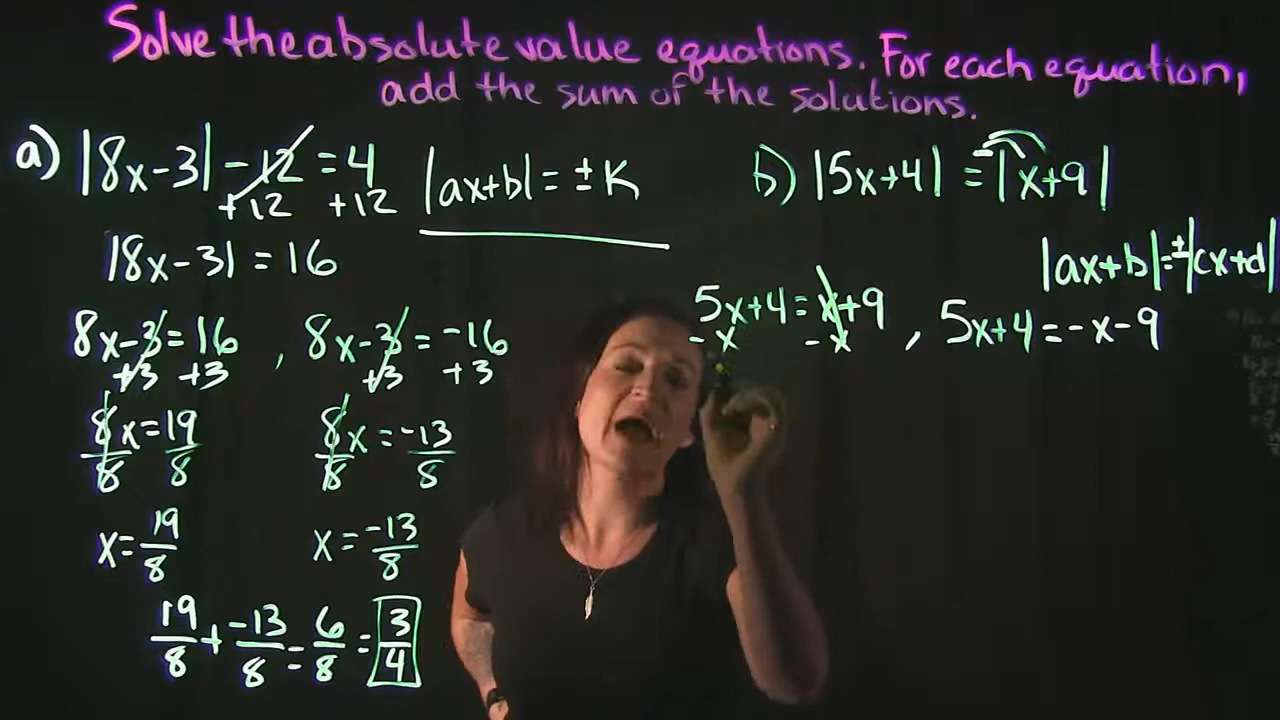 Solve the absolute value equations. For each equation,
add the sum of the solutions.
a) |8x-3| - 12 = 4
+12 +12
|ax+b| = ± K
|8x-3| = 16
8x-3 = 16 , 8x-3 = -16
+3 +3 +3 +3
8x = 19 8x = -13
8 8 8 8
x = 19/8 x = -13/8
19/8 + -13/8 = 6/8 = 3/4
b) |5x+4| = -|x+9|
|ax+b| = ±|cx+d|
5x+4 = x+9 , 5x+4 = -x-9
-x -x